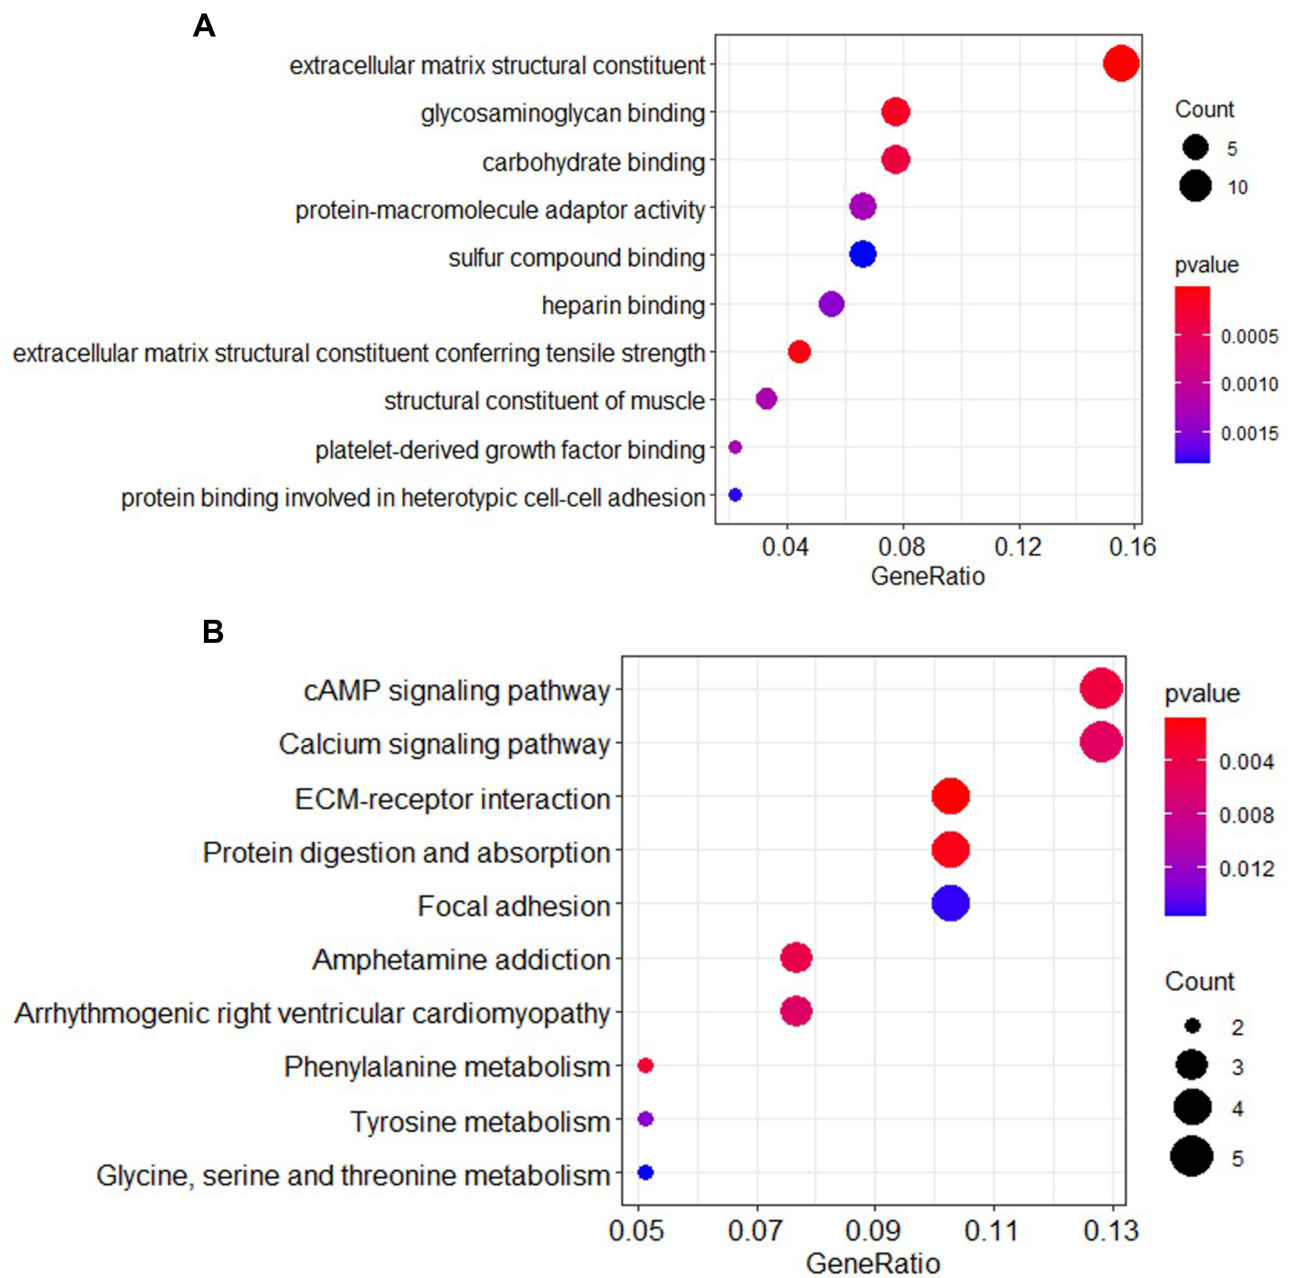 A
extracellular matrix structural constituent
glycosaminoglycan binding
carbohydrate binding
protein-macromolecule adaptor activity
sulfur compound binding
heparin binding
extracellular matrix structural constituent conferring tensile strength
structural constituent of muscle
platelet-derived growth factor binding
protein binding involved in heterotypic cell-cell adhesion
0.04 0.08 0.12 0.16
GeneRatio
Count
5
10
pvalue
0.0005
0.0010
0.0015
B
cAMP signaling pathway
Calcium signaling pathway
ECM-receptor interaction
Protein digestion and absorption
Focal adhesion
Amphetamine addiction
Arrhythmogenic right ventricular cardiomyopathy
Phenylalanine metabolism
Tyrosine metabolism
Glycine, serine and threonine metabolism
0.05 0.07 0.09 0.11 0.13
GeneRatio
pvalue
0.004
0.008
0.012
Count
2
3
4
5